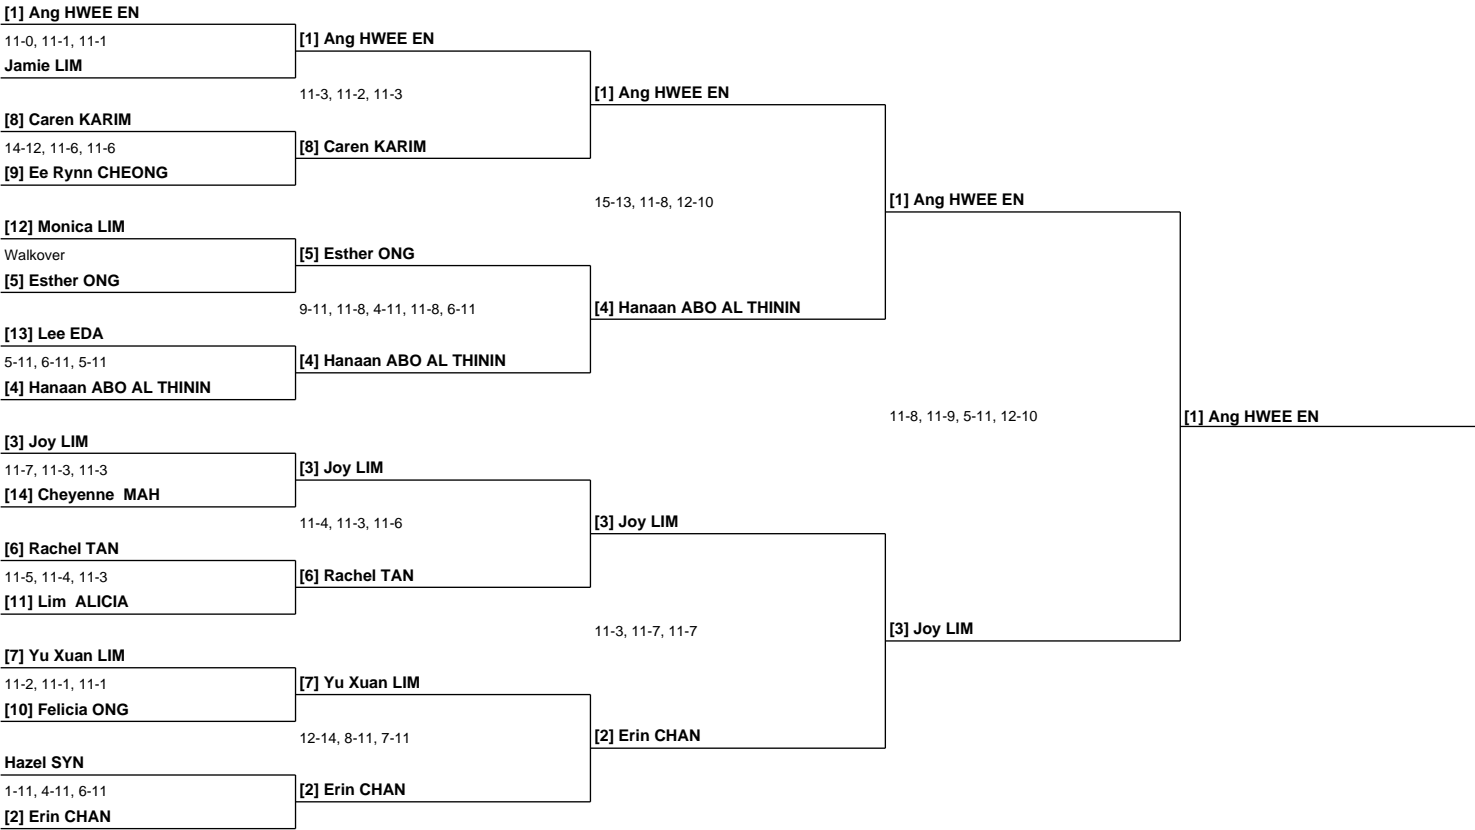 [1] Ang HWEE EN
11-0, 11-1, 11-1
[1] Ang HWEE EN
Jamie LIM
11-3, 11-2, 11-3
[1] Ang HWEE EN
[8] Caren KARIM
14-12, 11-6, 11-6
[8] Caren KARIM
[9] Ee Rynn CHEONG
15-13, 11-8, 12-10
[1] Ang HWEE EN
[12] Monica LIM
Walkover
[5] Esther ONG
[5] Esther ONG
9-11, 11-8, 4-11, 11-8, 6-11
[4] Hanaan ABO AL THININ
[13] Lee EDA
5-11, 6-11, 5-11
[4] Hanaan ABO AL THININ
[4] Hanaan ABO AL THININ
11-8, 11-9, 5-11, 12-10
[1] Ang HWEE EN
[3] Joy LIM
11-7, 11-3, 11-3
[3] Joy LIM
[14] Cheyenne  MAH
11-4, 11-3, 11-6
[3] Joy LIM
[6] Rachel TAN
11-5, 11-4, 11-3
[6] Rachel TAN
[11] Lim  ALICIA
11-3, 11-7, 11-7
[3] Joy LIM
[7] Yu Xuan LIM
11-2, 11-1, 11-1
[7] Yu Xuan LIM
[10] Felicia ONG
12-14, 8-11, 7-11
[2] Erin CHAN
Hazel SYN
1-11, 4-11, 6-11
[2] Erin CHAN
[2] Erin CHAN